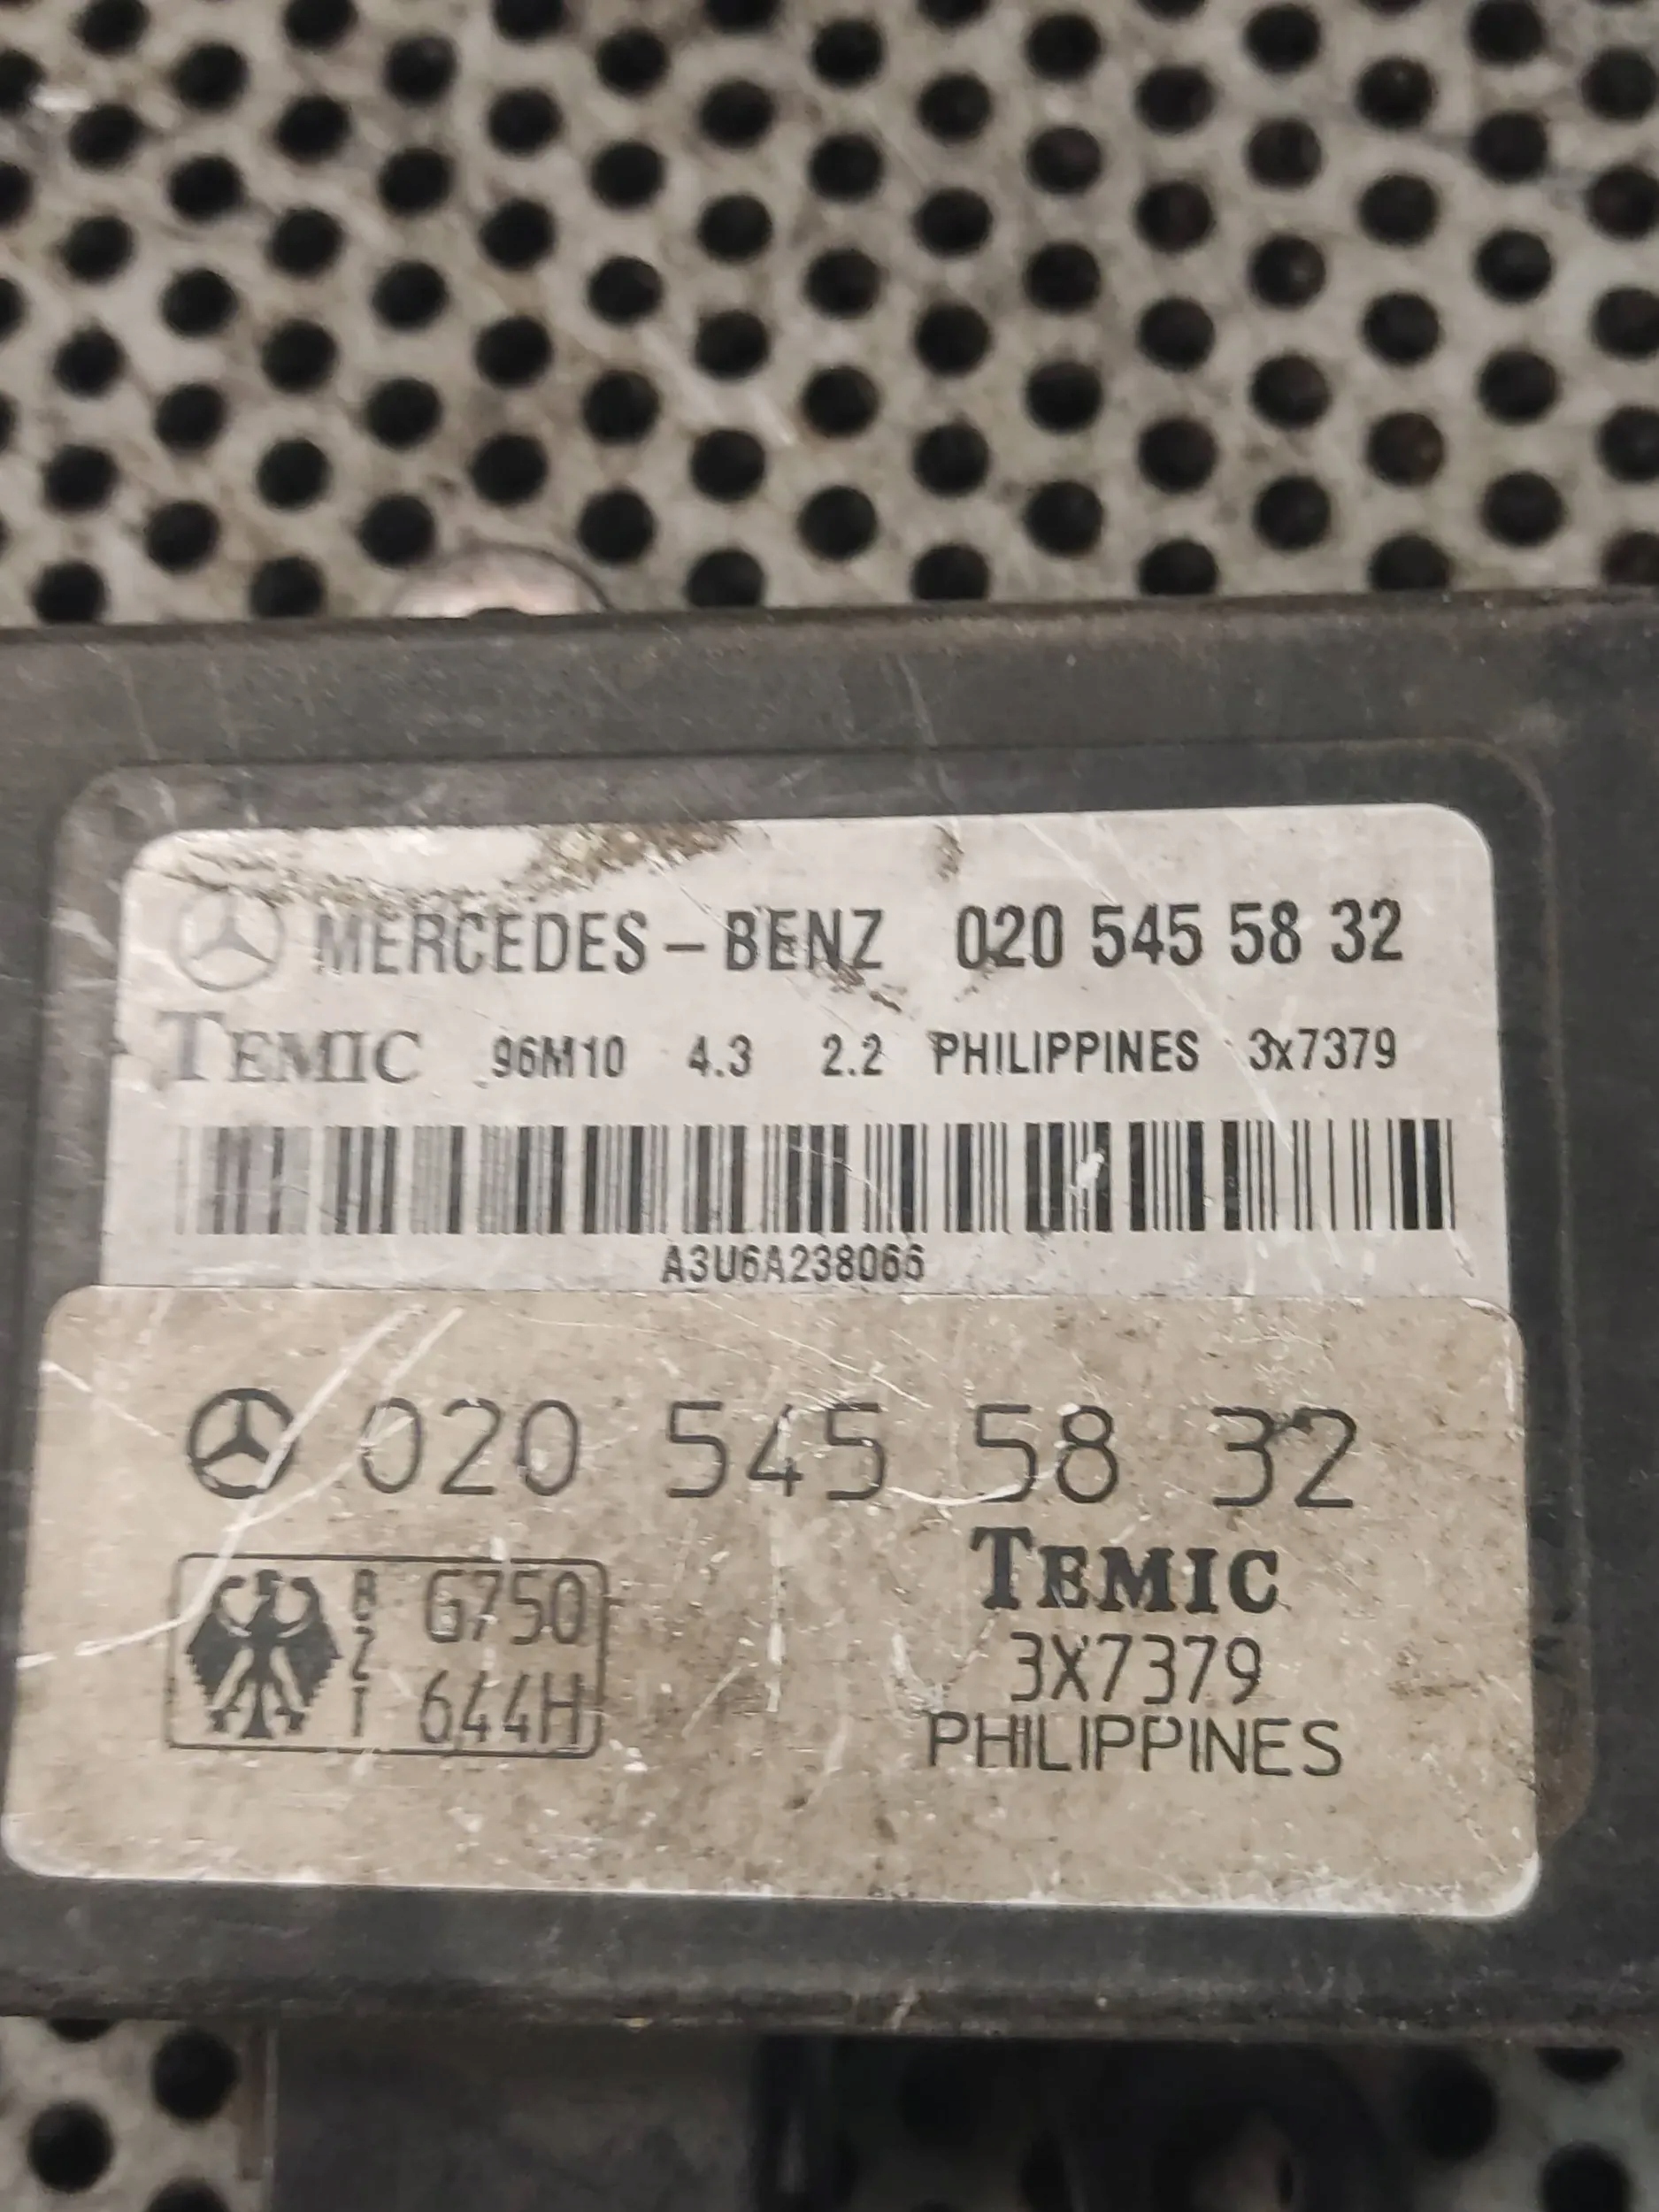 MERCEDES-BENZ 020 545 58 32
TEMIC 96M10 4.3 2.2 PHILIPPINES 3x7379
A3U6A238066
020 545 58 32
TEMIC
BZT G750
644H
3X7379
PHILIPPINES